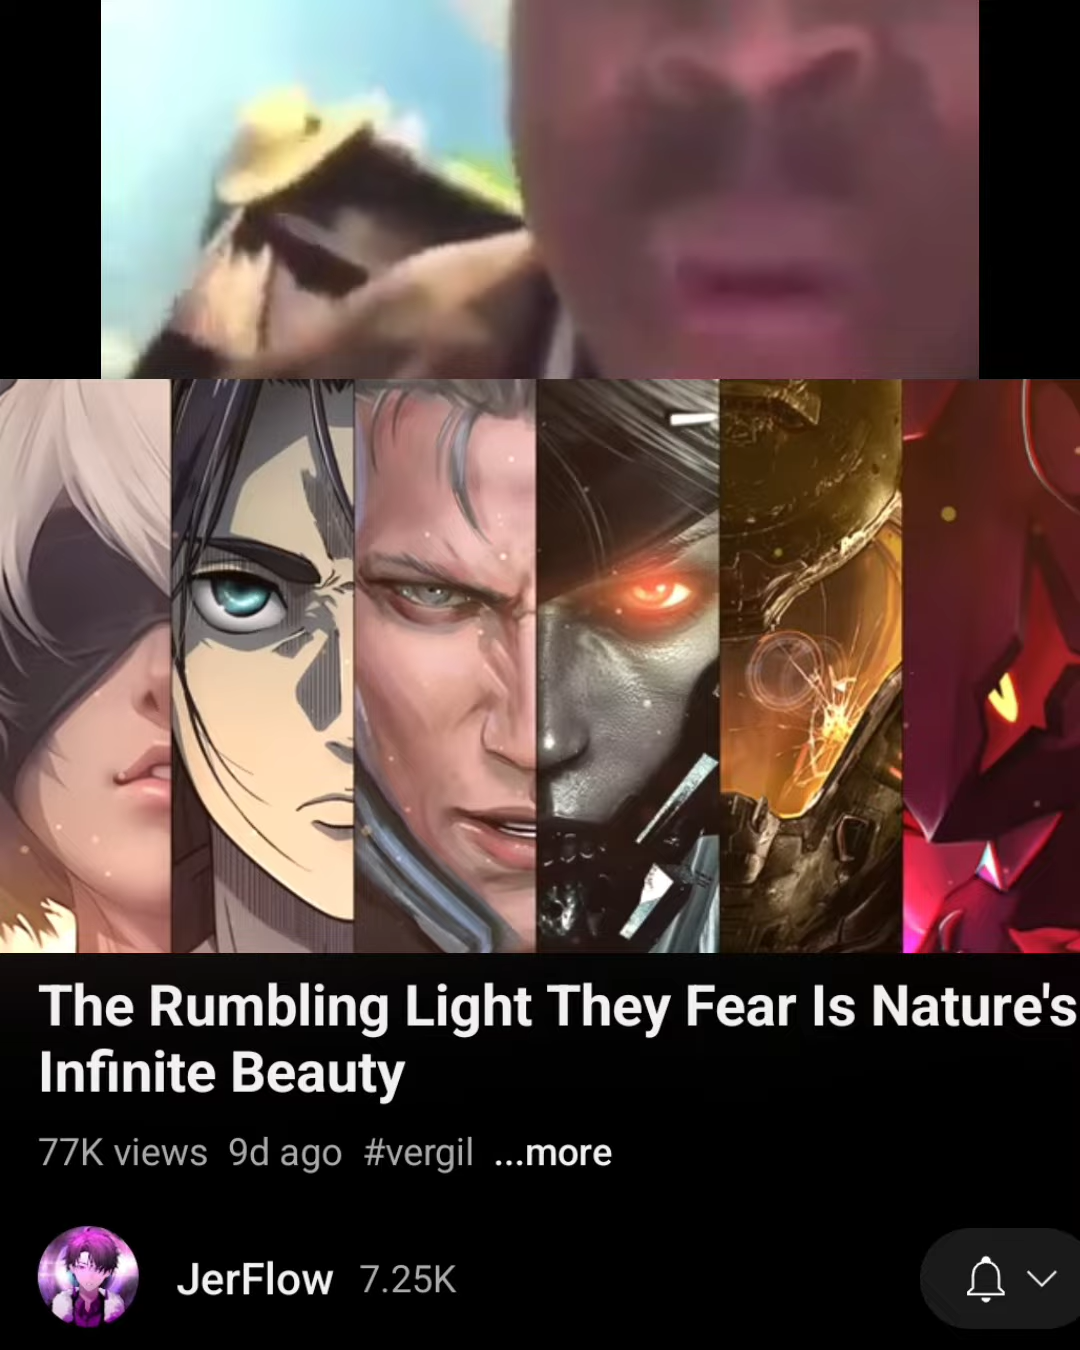 The Rumbling Light They Fear Is Nature's
Infinite Beauty
77K views 9d ago #vergil ...more
JerFlow 7.25K